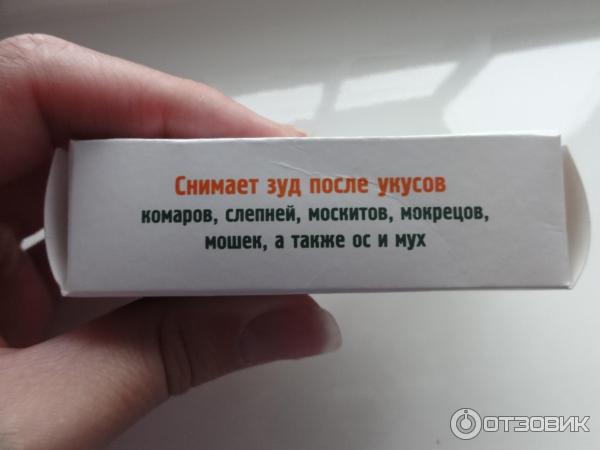 Снимает зуд после укусов
комаров, слепней, москитов, мокрецов,
мошек, а также ос и мух
ОТЗОВИК